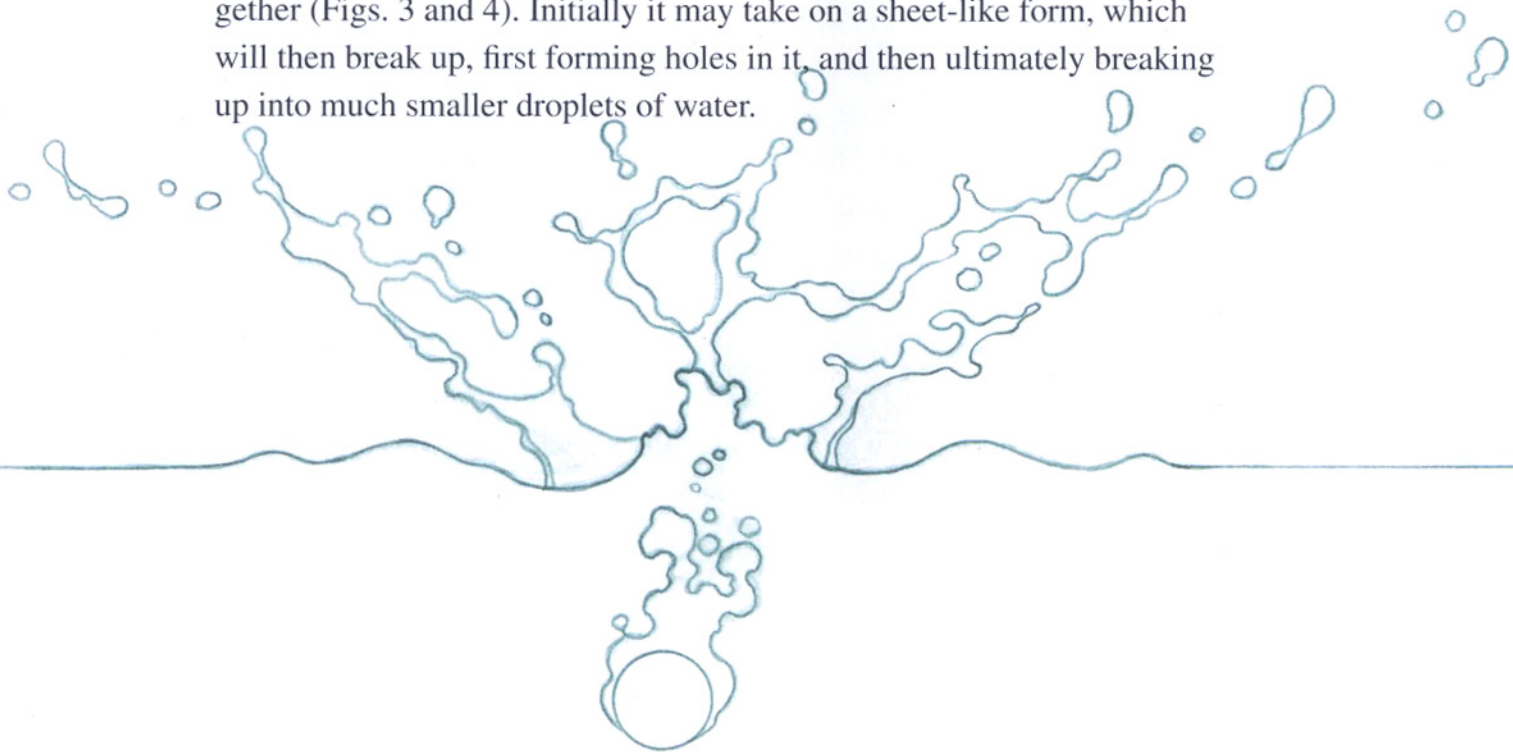 gether (Figs. 3 and 4). Initially it may take on a sheet-like form, which
will then break up, first forming holes in it, and then ultimately breaking
up into much smaller droplets of water.